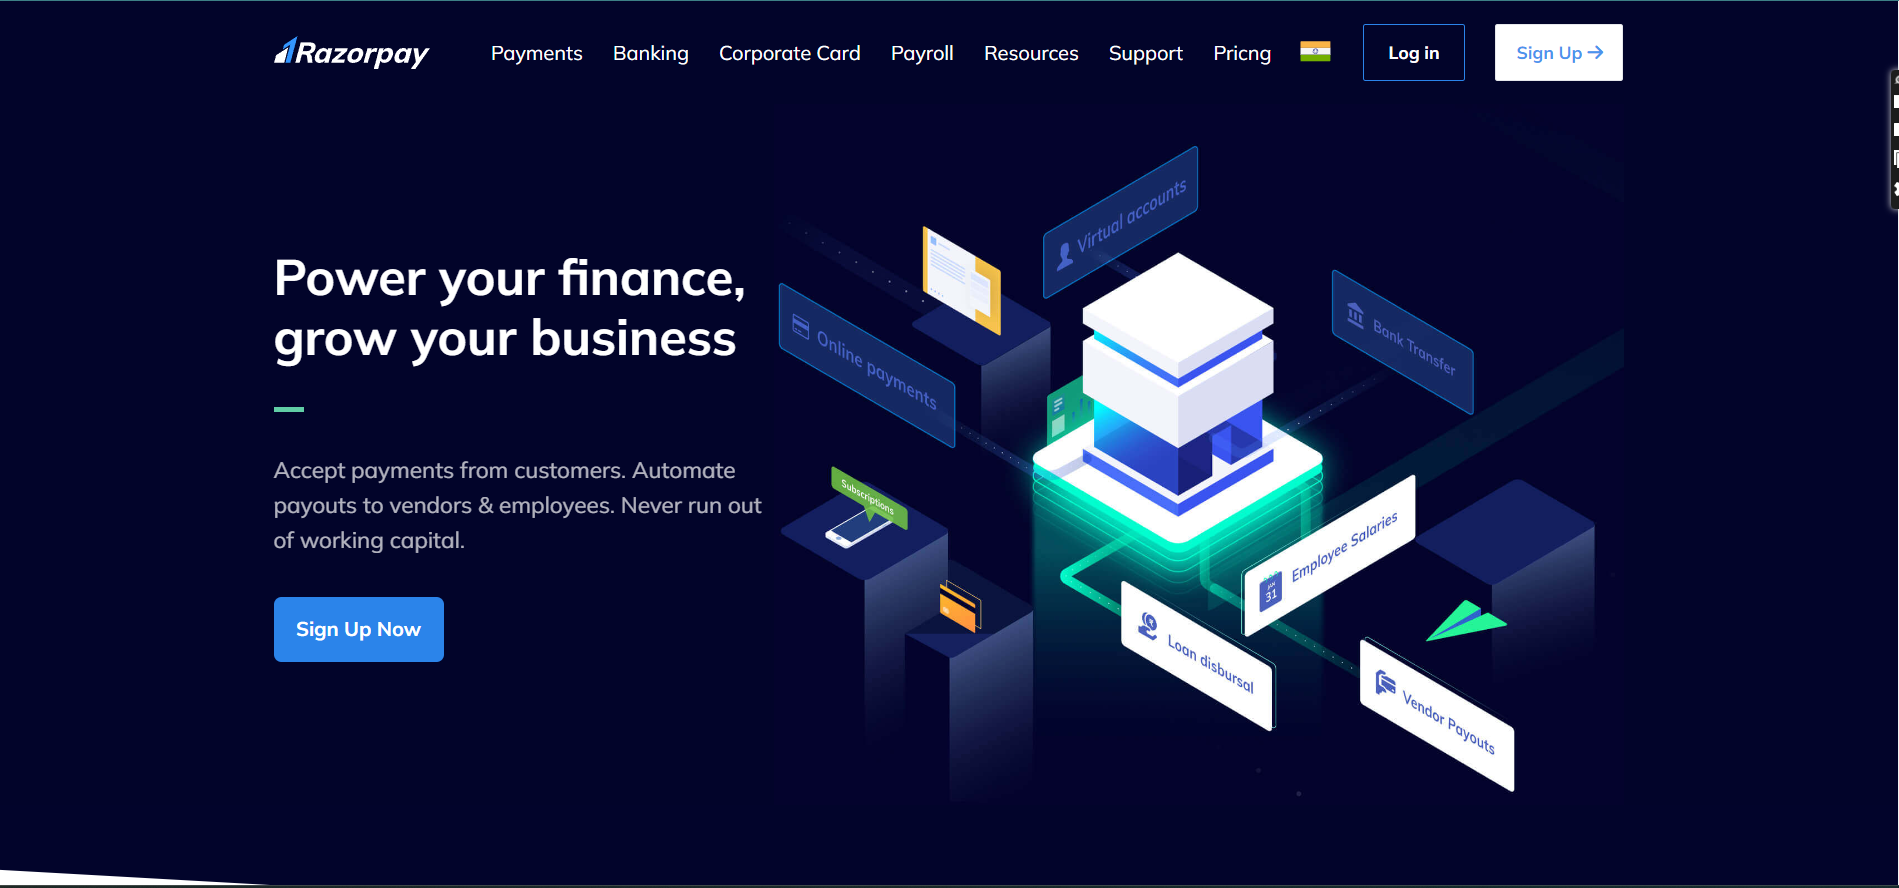 Razorpay
Payments
Banking
Corporate Card
Payroll
Resources
Support
Pricng
Log in
Sign Up →
Power your finance,
grow your business
Accept payments from customers. Automate
payouts to vendors & employees. Never run out
of working capital.
Sign Up Now
Virtual accounts
Online payments
Bank Transfer
Subscriptions
Employee Salaries
JAN
31
Loan disbursal
Vendor Payouts